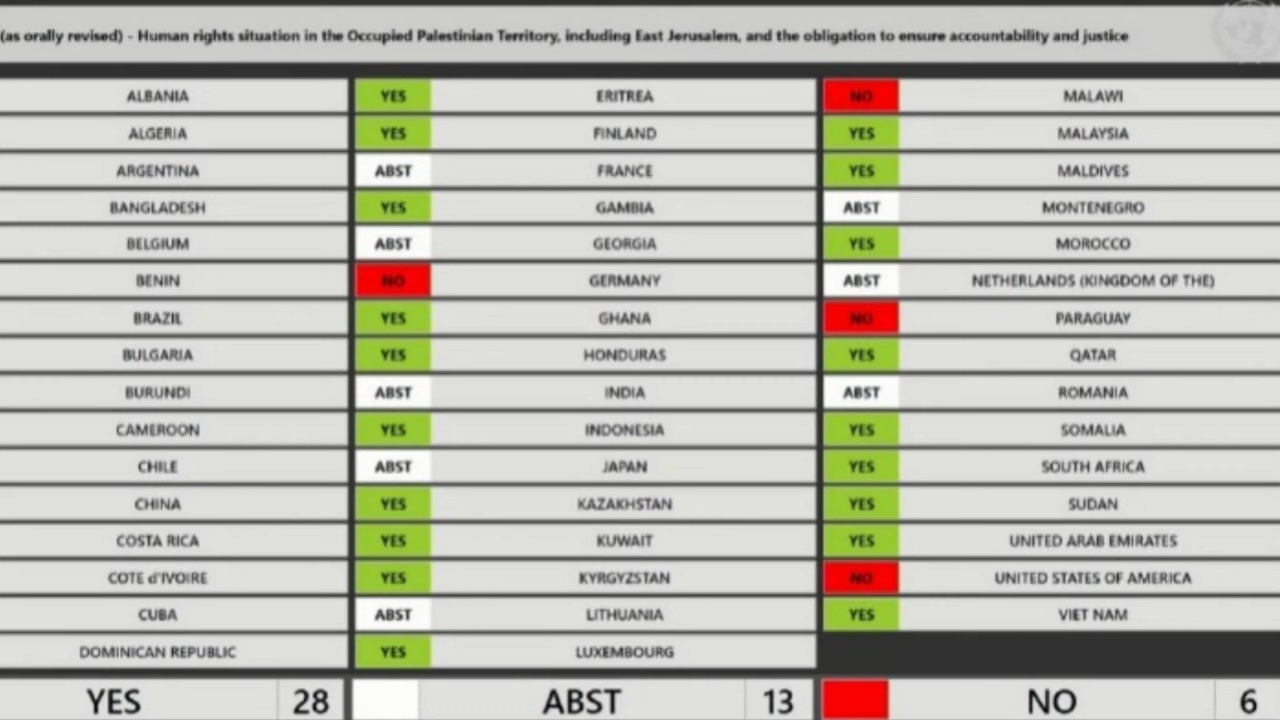 (as orally revised) - Human rights situation in the Occupied Palestinian Territory, including East Jerusalem, and the obligation to ensure accountability and justice
ALBANIA YES ERITREA NO MALAWI
ALGERIA YES FINLAND YES MALAYSIA
ARGENTINA ABST FRANCE YES MALDIVES
BANGLADESH YES GAMBIA ABST MONTENEGRO
BELGIUM ABST GEORGIA YES MOROCCO
BENIN NO GERMANY ABST NETHERLANDS (KINGDOM OF THE)
BRAZIL YES GHANA NO PARAGUAY
BULGARIA YES HONDURAS YES QATAR
BURUNDI ABST INDIA ABST ROMANIA
CAMEROON YES INDONESIA YES SOMALIA
CHILE ABST JAPAN YES SOUTH AFRICA
CHINA YES KAZAKHSTAN YES SUDAN
COSTA RICA YES KUWAIT YES UNITED ARAB EMIRATES
COTE d'IVOIRE YES KYRGYZSTAN NO UNITED STATES OF AMERICA
CUBA ABST LITHUANIA YES VIET NAM
DOMINICAN REPUBLIC YES LUXEMBOURG
YES 28 ABST 13 NO 6